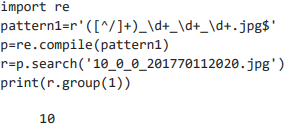 import re
pattern1=r'([^/]+)_\d+_\d+_\d+.jpg$'
p=re.compile(pattern1)
r=p.search('10_0_0_201770112020.jpg')
print(r.group(1))
10